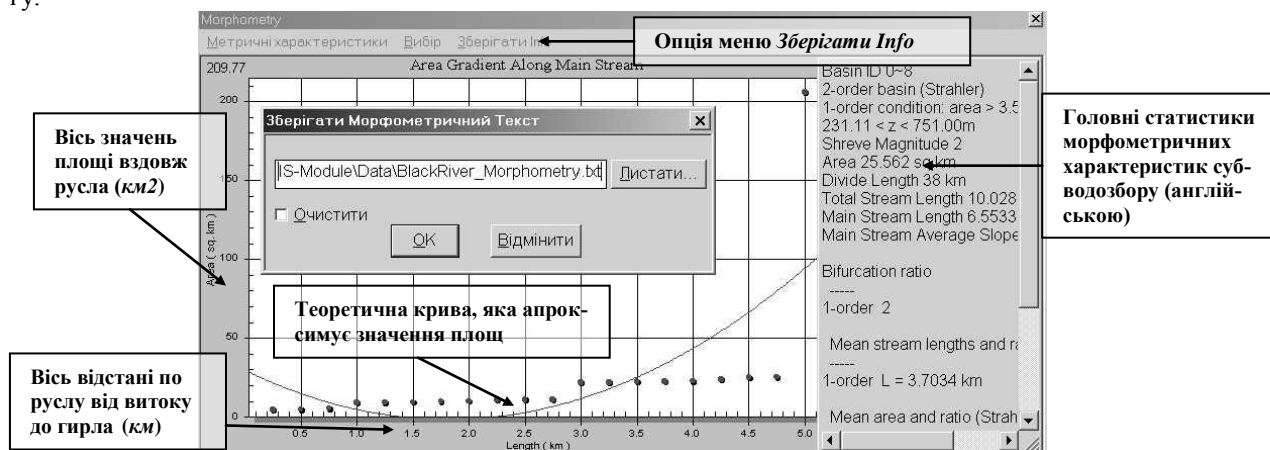 ту.
Morphometry
Метричні характеристики Вибір Зберігати In
Опція меню Зберігати Info
209.77
Area Gradient Along Main Stream
200
150
100
50
0
Area ( sq. km )
0.5 1.0 1.5 2.0 2.5 3.0 3.5 4.0 4.5 5.0
Length ( km )
Вісь значень
площі вздовж
русла (км2)
Зберігати Морфометричний Текст
IS-Module\Data\BlackRiver_Morphometry.txt
Листати...
Очистити
OK
Відмінити
Теоретична крива, яка апрок-
симує значення площ
Вісь відстані по
руслу від витоку
до гирла (км)
Basin ID 0~8
2-order basin (Strahler)
1-order condition: area > 3.5
231.11 < z < 751.00m
Shreve Magnitude 2
Area 25.562 sq km
Divide Length 38 km
Total Stream Length 10.028
Main Stream Length 6.5533
Main Stream Average Slope
Bifurcation ratio
-----
1-order 2
Mean stream lengths and ra
-----
1-order L = 3.7034 km
Mean area and ratio (Strah
Головні статистики
морфометричних
характеристик суб-
водозбору (англій-
ською)